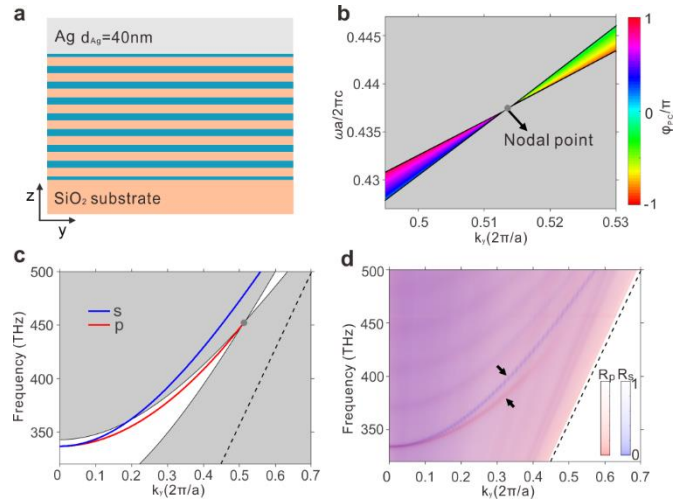 a
Ag d_Ag=40nm
SiO₂ substrate
z
y
b
ωa/2πc
0.445
0.44
0.435
0.43
0.5
0.51
0.52
0.53
k_y(2π/a)
Nodal point
1
0
-1
φ_PC/π
c
Frequency (THz)
500
450
400
350
0
0.1
0.2
0.3
0.4
0.5
0.6
0.7
k_y(2π/a)
s
p
d
Frequency (THz)
500
450
400
350
0
0.1
0.2
0.3
0.4
0.5
0.6
0.7
k_y(2π/a)
R_p R_s
1
0